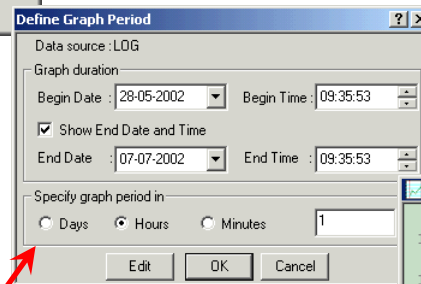 Define Graph Period
Data source :LOG
Graph duration
Begin Date : 28-05-2002 Begin Time : 09:35:53
Show End Date and Time
End Date : 07-07-2002 End Time : 09:35:53
Specify graph period in
Days Hours Minutes 1
Edit OK Cancel